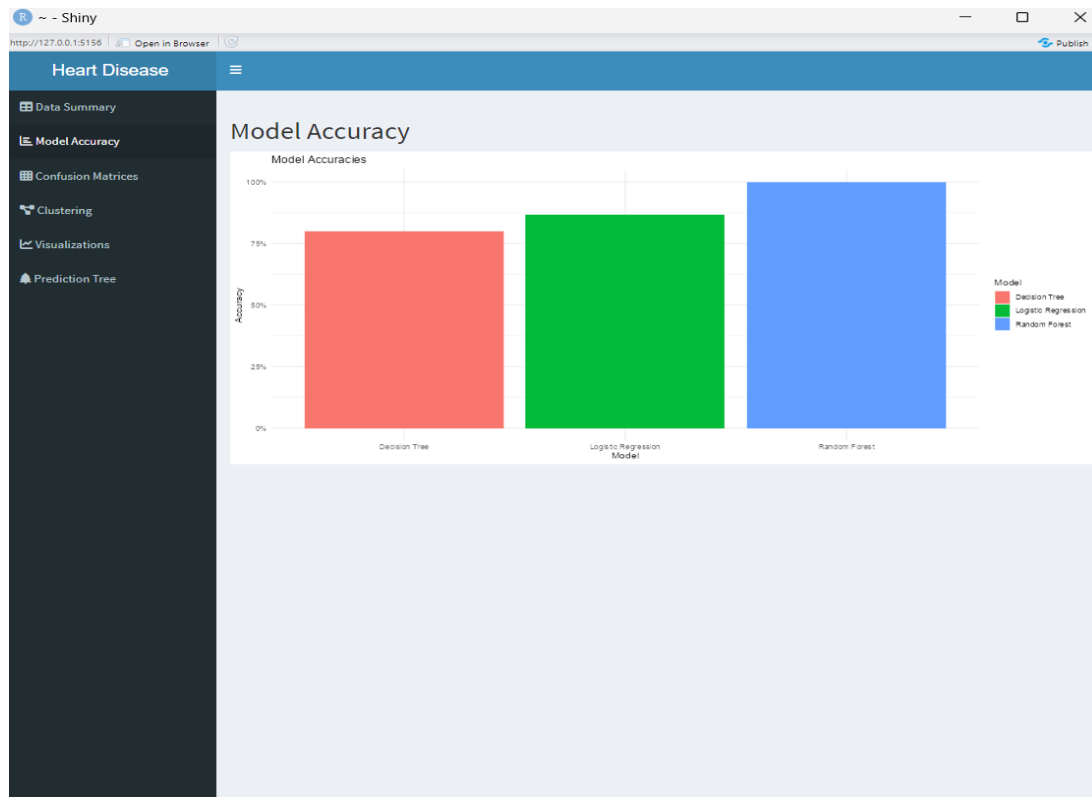 R ~ - Shiny
http://127.0.0.1:5156 Open in Browser Publish
Heart Disease
Data Summary
Model Accuracy
Confusion Matrices
Clustering
Visualizations
Prediction Tree
Model Accuracy
Model Accuracies
100%
75%
50%
25%
0%
Accuracy
Decision Tree Logistic Regression Random Forest
Model
Model
Decision Tree
Logistic Regression
Random Forest